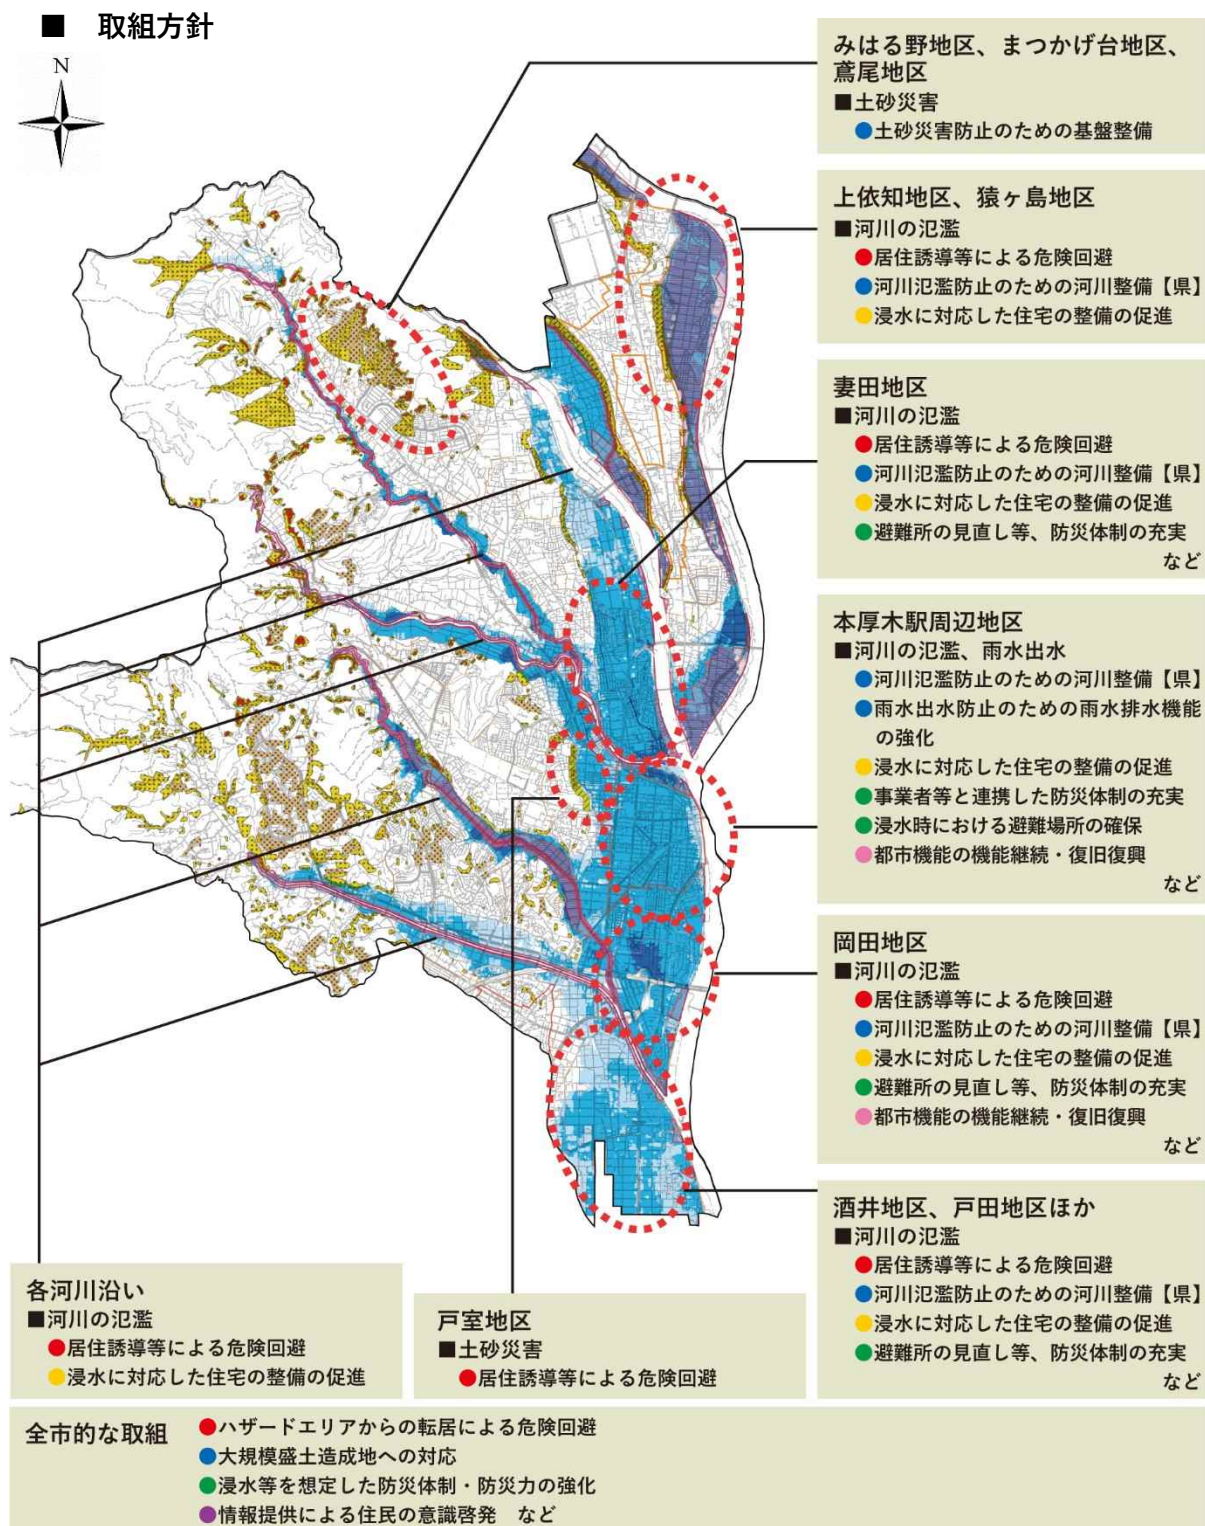 ■ 取組方針
N
みはる野地区、まつかげ台地区、
鳶尾地区
■土砂災害
●土砂災害防止のための基盤整備
上依知地区、猿ヶ島地区
■河川の氾濫
●居住誘導等による危険回避
●河川氾濫防止のための河川整備【県】
●浸水に対応した住宅の整備の促進
妻田地区
■河川の氾濫
●居住誘導等による危険回避
●河川氾濫防止のための河川整備【県】
●浸水に対応した住宅の整備の促進
●避難所の見直し等、防災体制の充実
など
本厚木駅周辺地区
■河川の氾濫、雨水出水
●河川氾濫防止のための河川整備【県】
●雨水出水防止のための雨水排水機能
の強化
●浸水に対応した住宅の整備の促進
●事業者等と連携した防災体制の充実
●浸水時における避難場所の確保
●都市機能の機能継続・復旧復興
など
岡田地区
■河川の氾濫
●居住誘導等による危険回避
●河川氾濫防止のための河川整備【県】
●浸水に対応した住宅の整備の促進
●避難所の見直し等、防災体制の充実
●都市機能の機能継続・復旧復興
など
酒井地区、戸田地区ほか
■河川の氾濫
●居住誘導等による危険回避
●河川氾濫防止のための河川整備【県】
●浸水に対応した住宅の整備の促進
●避難所の見直し等、防災体制の充実
など
各河川沿い
■河川の氾濫
●居住誘導等による危険回避
●浸水に対応した住宅の整備の促進
戸室地区
■土砂災害
●居住誘導等による危険回避
全市的な取組
●ハザードエリアからの転居による危険回避
●大規模盛土造成地への対応
●浸水等を想定した防災体制・防災力の強化
●情報提供による住民の意識啓発 など